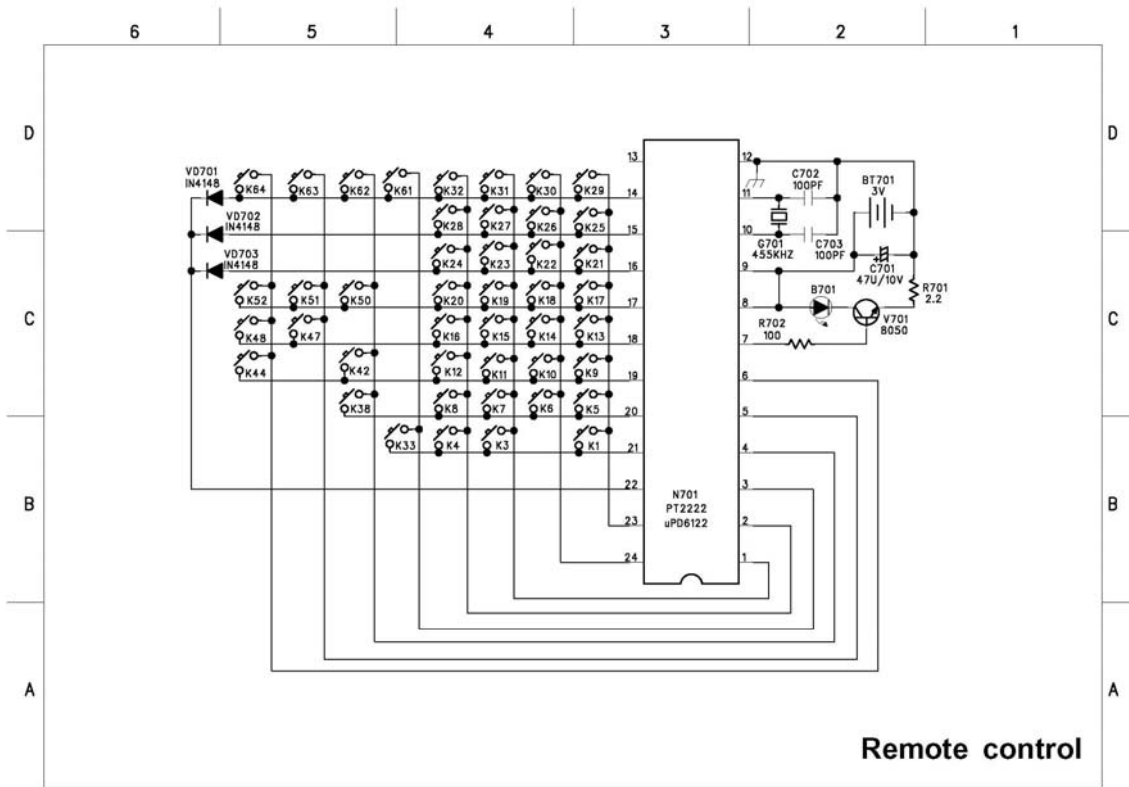 6 5 4 3 2 1
D D
13 12
VD701 K64 K63 K62 K61 K32 K31 K30 K29 14 11 C702 BT701
IN4148 100PF 3V
VD702 K28 K27 K26 K25 15 10 G701 C703
IN4148 455KHZ 100PF
VD703 K24 K23 K22 K21 16 9 C701
IN4148 + 47U/10V
R701
2.2
K52 K51 K50 K20 K19 K18 K17 17 8 B701 V701
8050
C C
K48 K47 K16 K15 K14 K13 18 7 R702
100
K44 K42 K12 K11 K10 K9 19 6
K38 K8 K7 K6 K5 20 5
K33 K4 K3 K1 21 4
22 3
B B
N701
PT2222
uPD6122
23 2
24 1
A A
Remote control